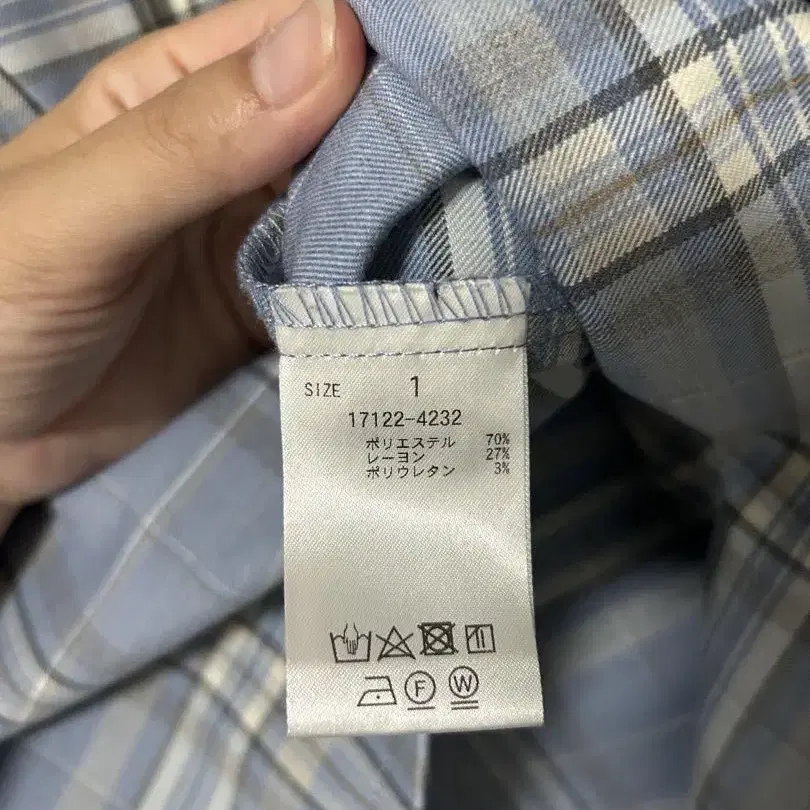 SIZE 1
17122-4232
ポリエステル 70%
レーヨン 27%
ポリウレタン 3%
F W